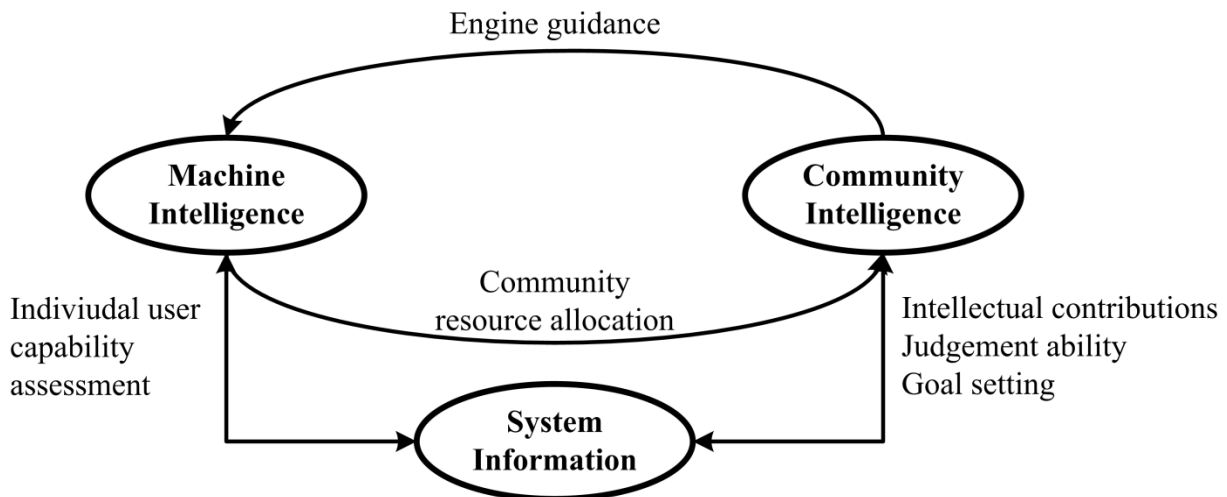 Engine guidance
Machine
Intelligence
Community
Intelligence
Indiviudal user
capability
assessment
Community
resource allocation
Intellectual contributions
Judgement ability
Goal setting
System
Information